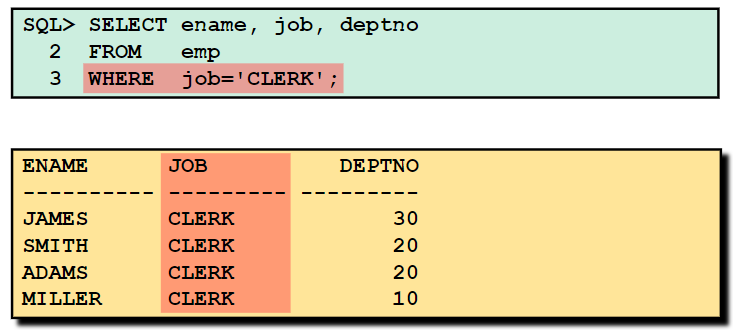 SQL> SELECT ename, job, deptno
2 FROM emp
3 WHERE job='CLERK';
ENAME JOB DEPTNO
---------- --------- ---------
JAMES CLERK 30
SMITH CLERK 20
ADAMS CLERK 20
MILLER CLERK 10